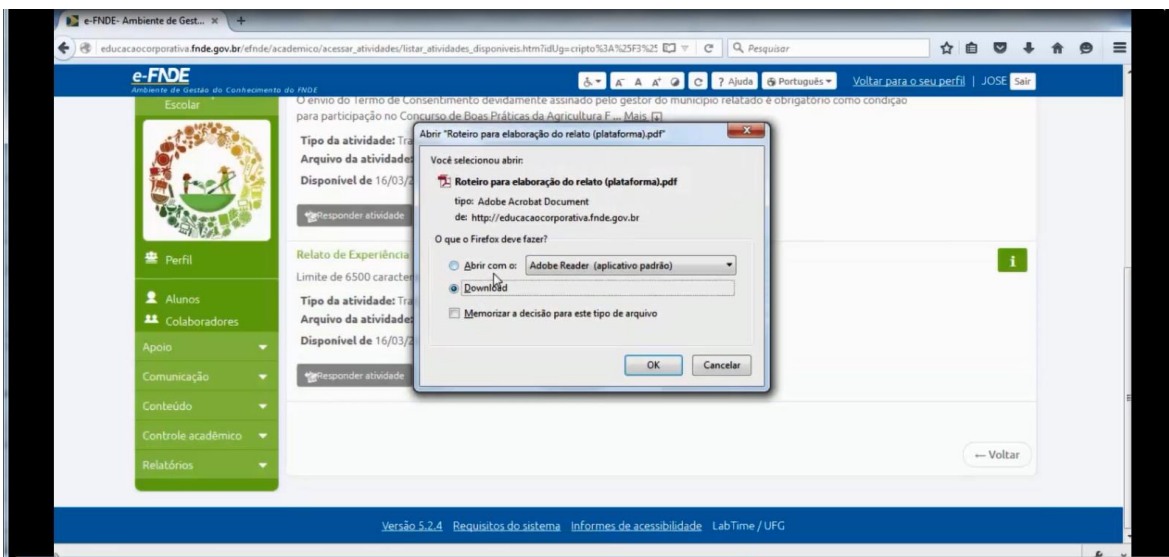 e-FNDE- Ambiente de Gest...
educacaocorporativa.fnde.gov.br/efnde/academico/acessar_atividades/listar_atividades_disponiveis.htm?idUg=cripto%3A%25F3%25
Pesquisar
e-FNDE
Ambiente de Gestão do Conhecimento do FNDE
A- A A+ C ? Ajuda Português Voltar para o seu perfil | JOSE Sair
Escolar
Perfil
Alunos
Colaboradores
Apoio
Comunicação
Conteúdo
Controle acadêmico
Relatórios
O envio do Termo de Consentimento devidamente assinado pelo gestor do município relatado é obrigatório como condição
para participação no Concurso de Boas Práticas da Agricultura F ... Mais
Tipo da atividade: Tra
Arquivo da atividade:
Disponível de 16/03/2
Responder atividade
Relato de Experiência
Limite de 6500 caracter
Tipo da atividade: Tra
Arquivo da atividade:
Disponível de 16/03/2
Responder atividade
Abrir "Roteiro para elaboração do relato (plataforma).pdf"
Você selecionou abrir:
Roteiro para elaboração do relato (plataforma).pdf
tipo: Adobe Acrobat Document
de: http://educacaocorporativa.fnde.gov.br
O que o Firefox deve fazer?
Abrir com o: Adobe Reader (aplicativo padrão)
Download
Memorizar a decisão para este tipo de arquivo
OK Cancelar
i
← Voltar
Versão 5.2.4 Requisitos do sistema Informes de acessibilidade LabTime / UFG